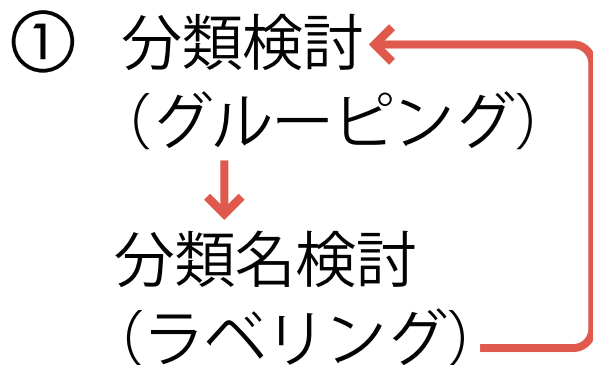 ① 分類検討
（グルーピング）
分類名検討
（ラベリング）